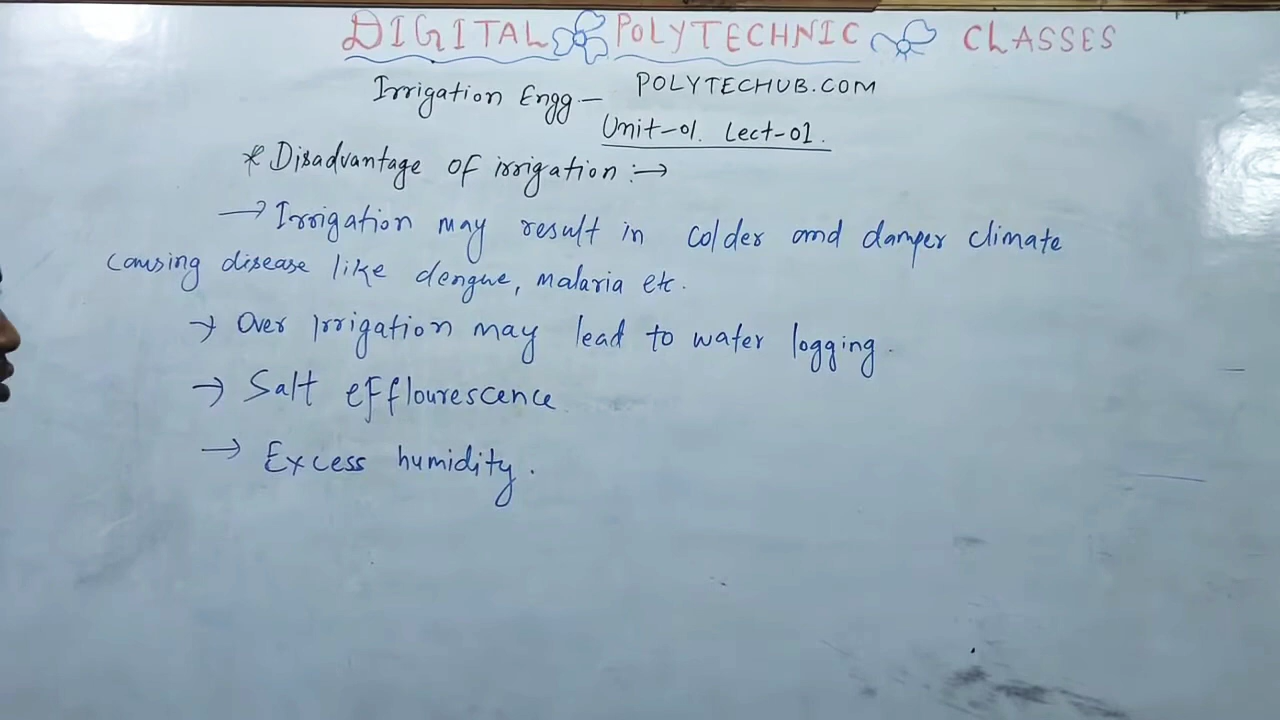 DIGITAL POLYTECHNIC CLASSES
Irrigation Engg.— POLYTECHUB.COM
Unit-01. Lect-01.
* Disadvantage of irrigation :→
→ Irrigation may result in colder and damper climate
causing disease like dengue, malaria etc.
→ Over Irrigation may lead to water logging.
→ Salt efflourescence
→ Excess humidity.